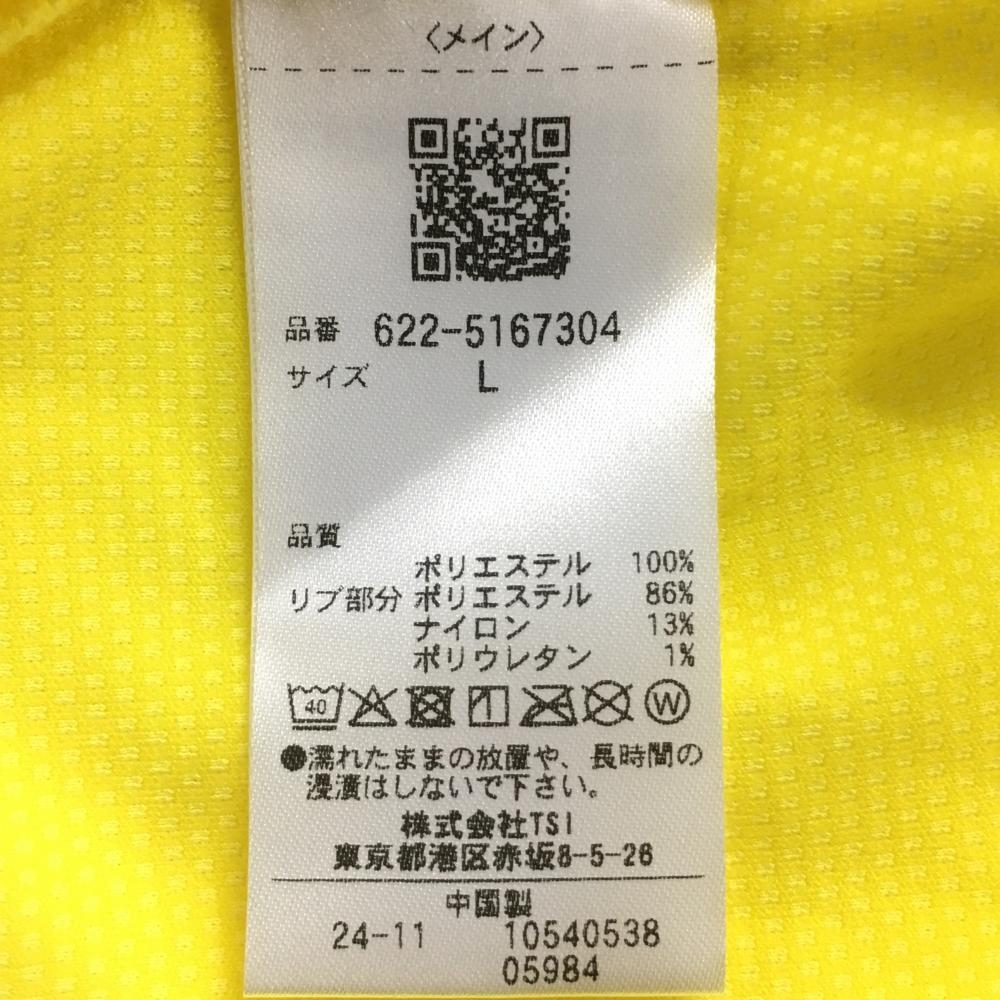 〈メイン〉
品番 622-5167304
サイズ L
品質
ポリエステル 100%
リブ部分 ポリエステル 86%
ナイロン 13%
ポリウレタン 1%
40 W
●濡れたままの放置や、長時間の
浸漬はしないで下さい。
株式会社TSI
東京都港区赤坂8-5-26
中国製
24-11 10540538
05984